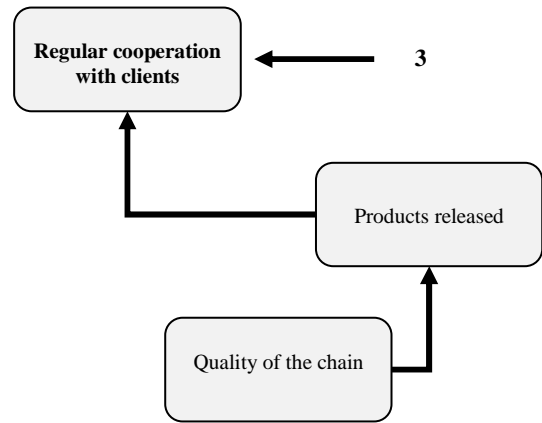 Regular cooperation
with clients
3
Products released
Quality of the chain